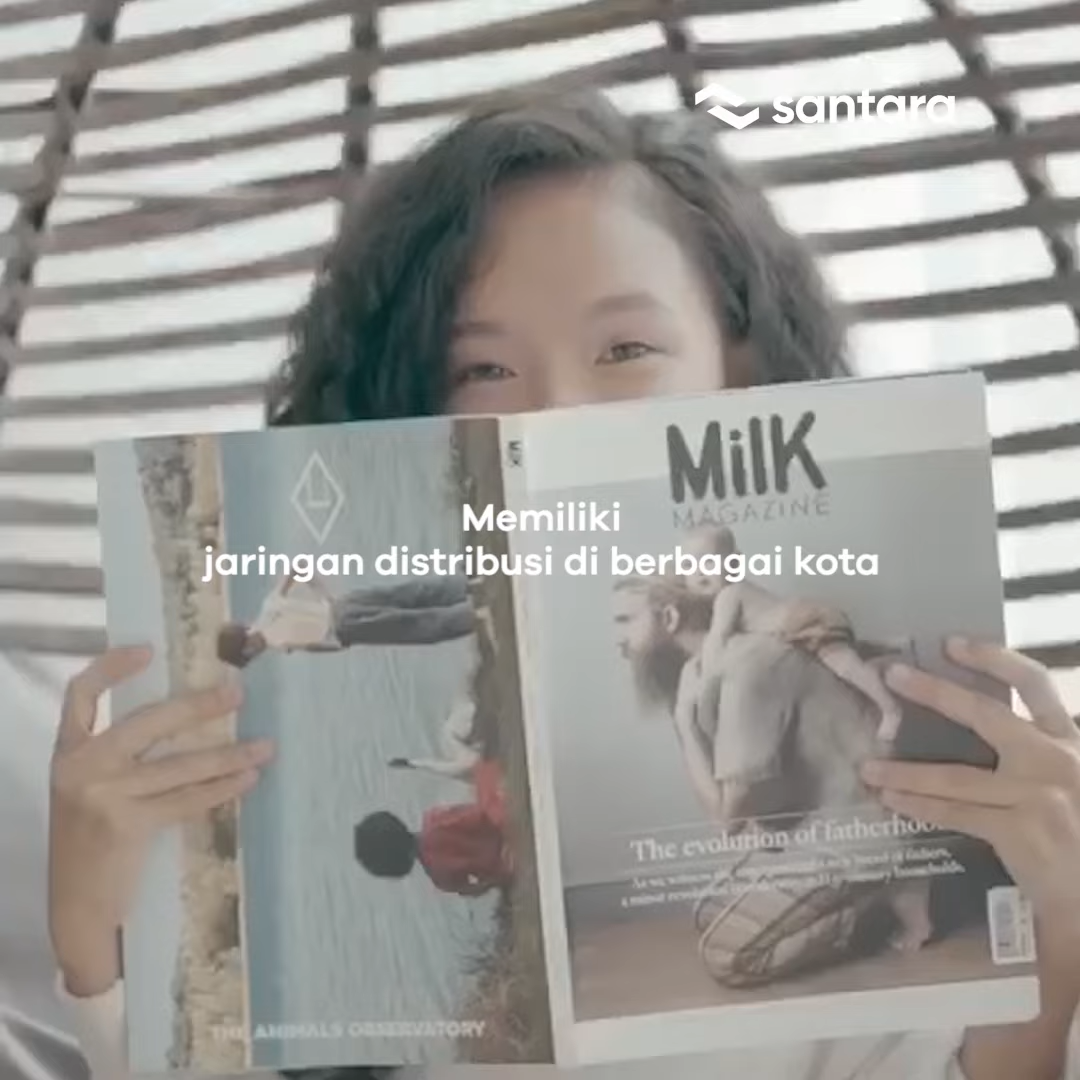 santara
MilK
MAGAZINE
Memiliki
jaringan distribusi di berbagai kota
The evolution of fatherhoo
THE ANIMALS OBSERVATORY